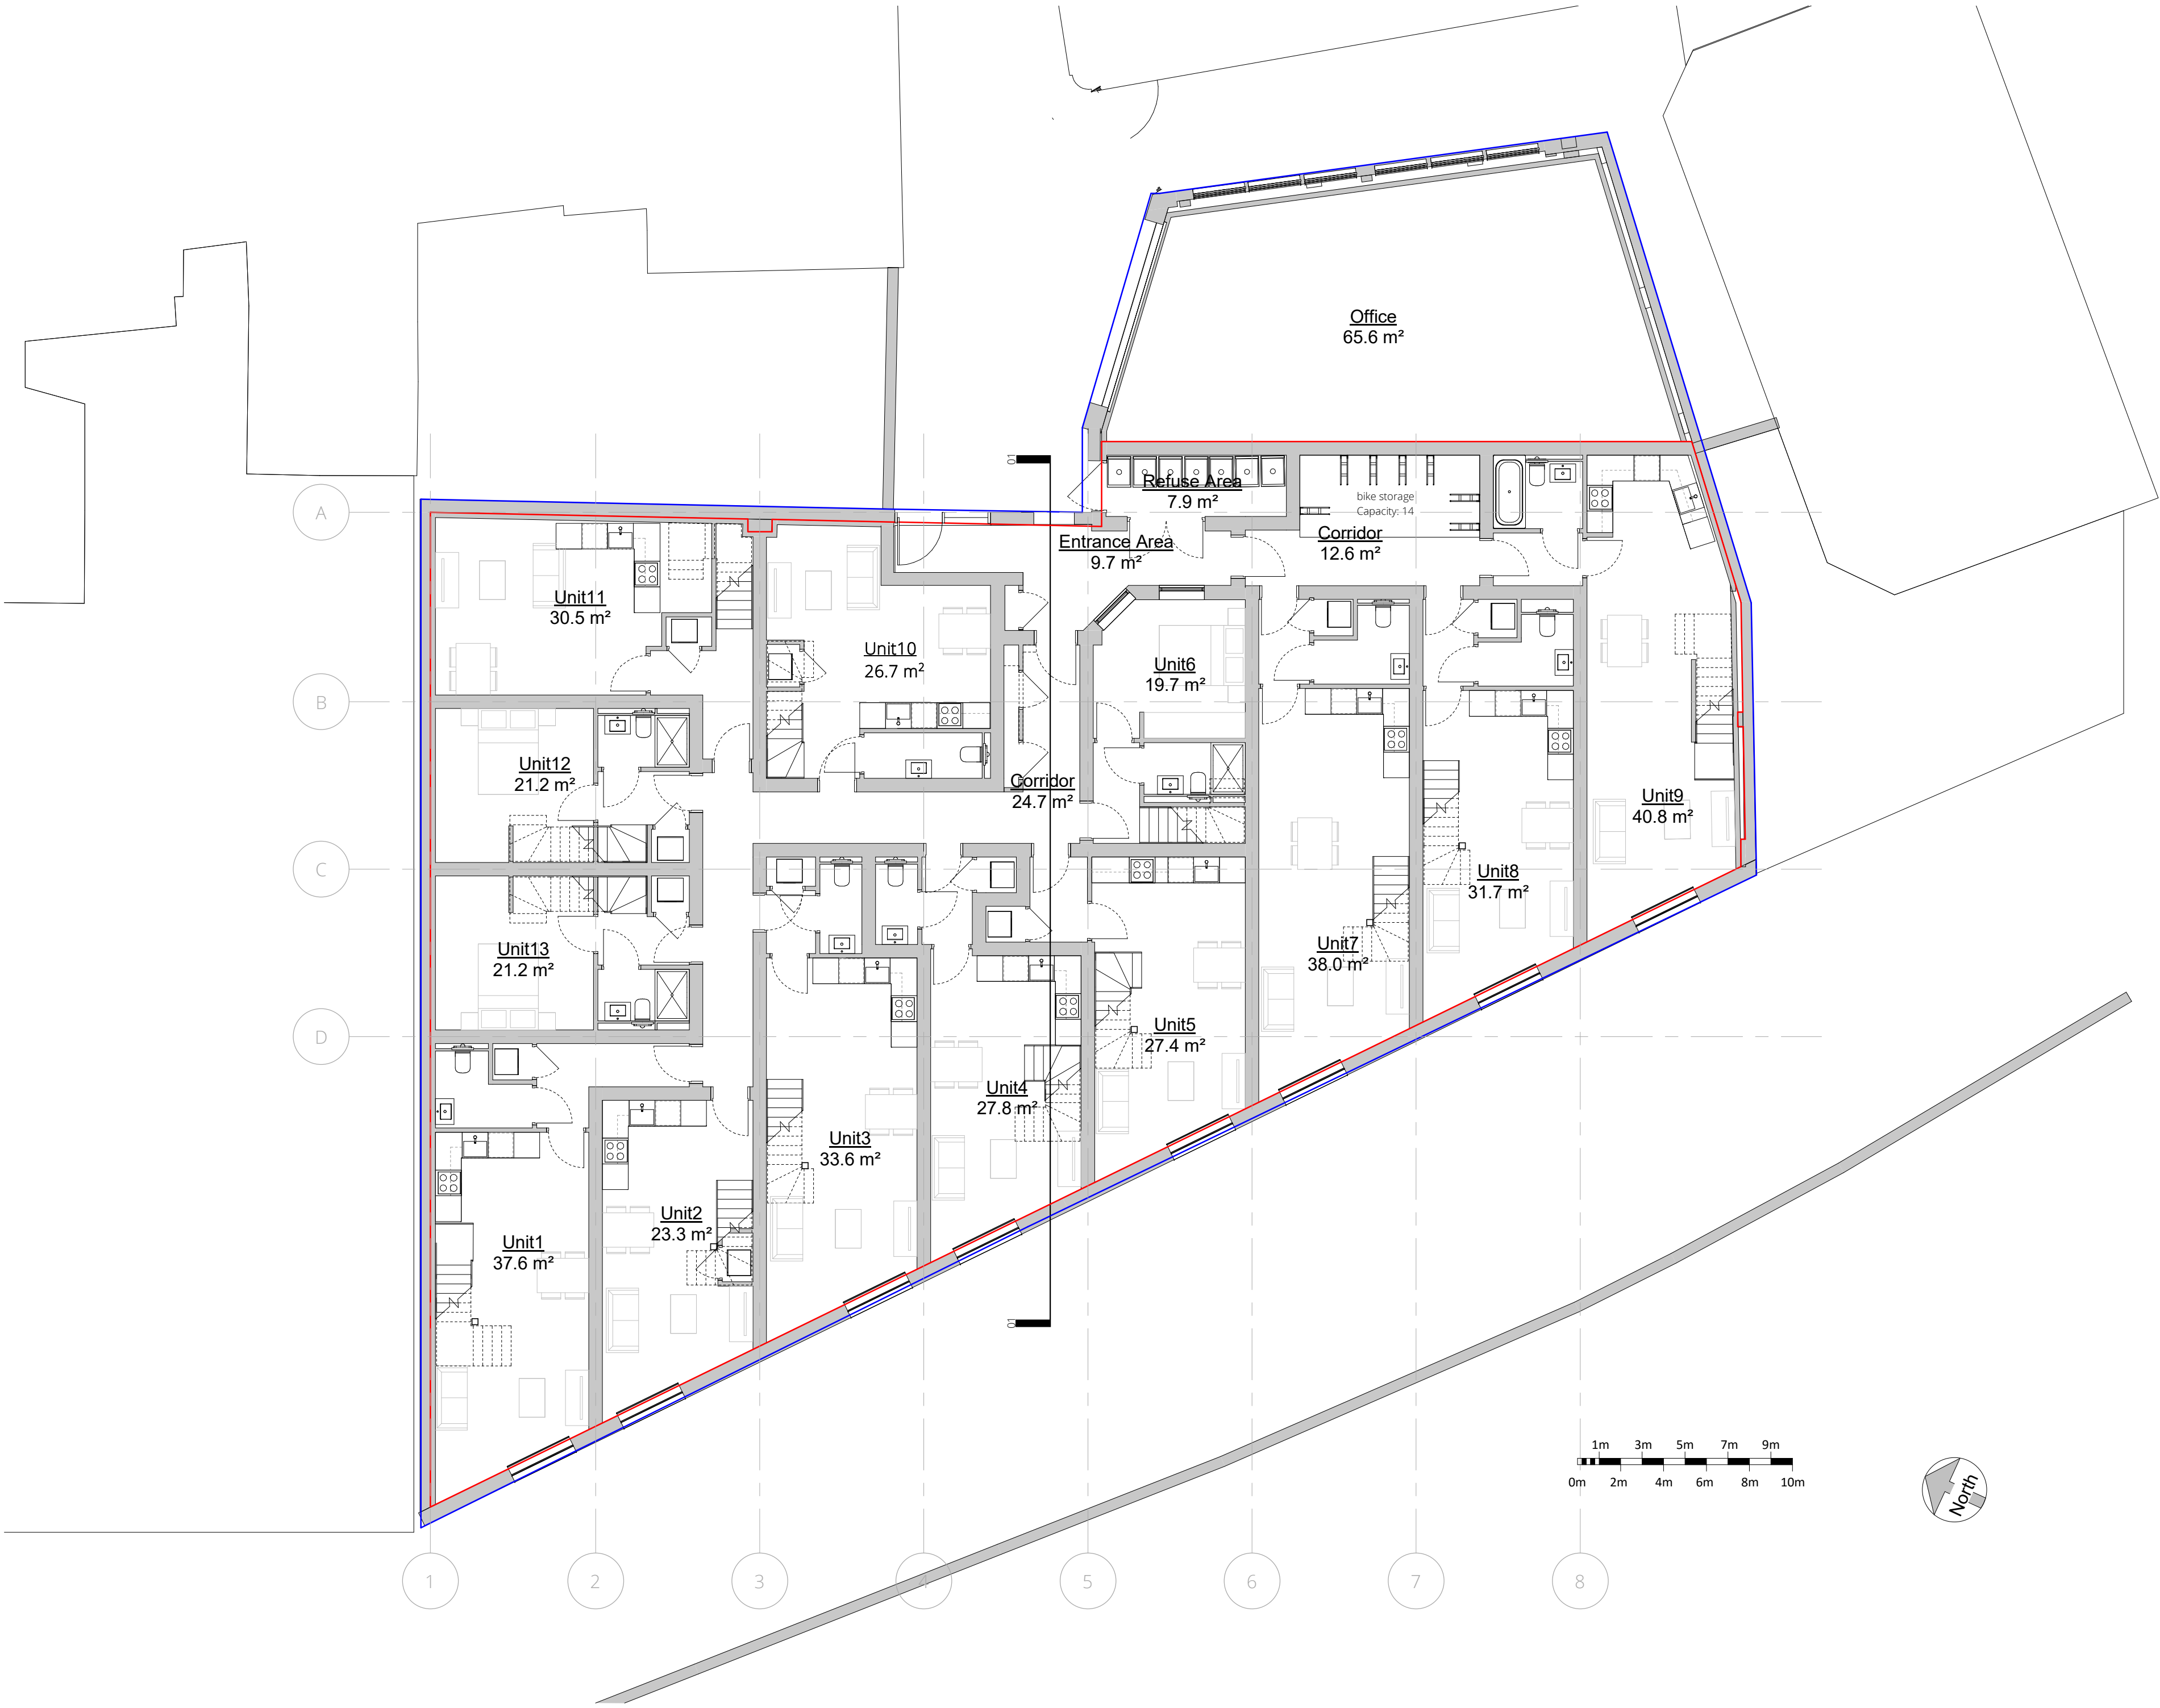 Office
65.6 m²
01
Refuse Area
7.9 m²
bike storage
Capacity: 14
A
Corridor
12.6 m²
Entrance Area
9.7 m²
Unit11
30.5 m²
Unit10
26.7 m²
Unit6
19.7 m²
B
Unit12
21.2 m²
Corridor
24.7 m²
Unit9
40.8 m²
C
Unit8
31.7 m²
Unit13
21.2 m²
Unit7
38.0 m²
D
Unit5
27.4 m²
Unit4
27.8 m²
Unit3
33.6 m²
Unit2
23.3 m²
Unit1
37.6 m²
01
1m 3m 5m 7m 9m
0m 2m 4m 6m 8m 10m
North
1 2 3 4 5 6 7 8